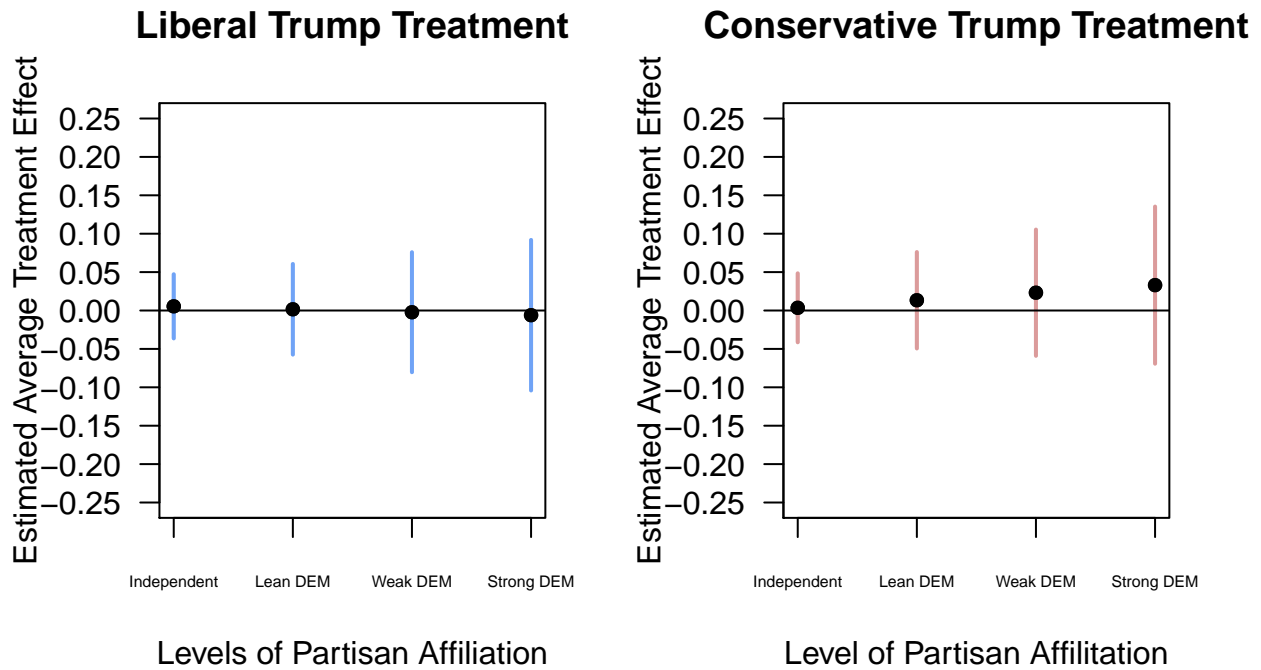 Liberal Trump Treatment
Estimated Average Treatment Effect
0.25
0.20
0.15
0.10
0.05
0.00
−0.05
−0.10
−0.15
−0.20
−0.25
Independent Lean DEM Weak DEM Strong DEM
Levels of Partisan Affiliation
Conservative Trump Treatment
Estimated Average Treatment Effect
0.25
0.20
0.15
0.10
0.05
0.00
−0.05
−0.10
−0.15
−0.20
−0.25
Independent Lean DEM Weak DEM Strong DEM
Level of Partisan Affilitation